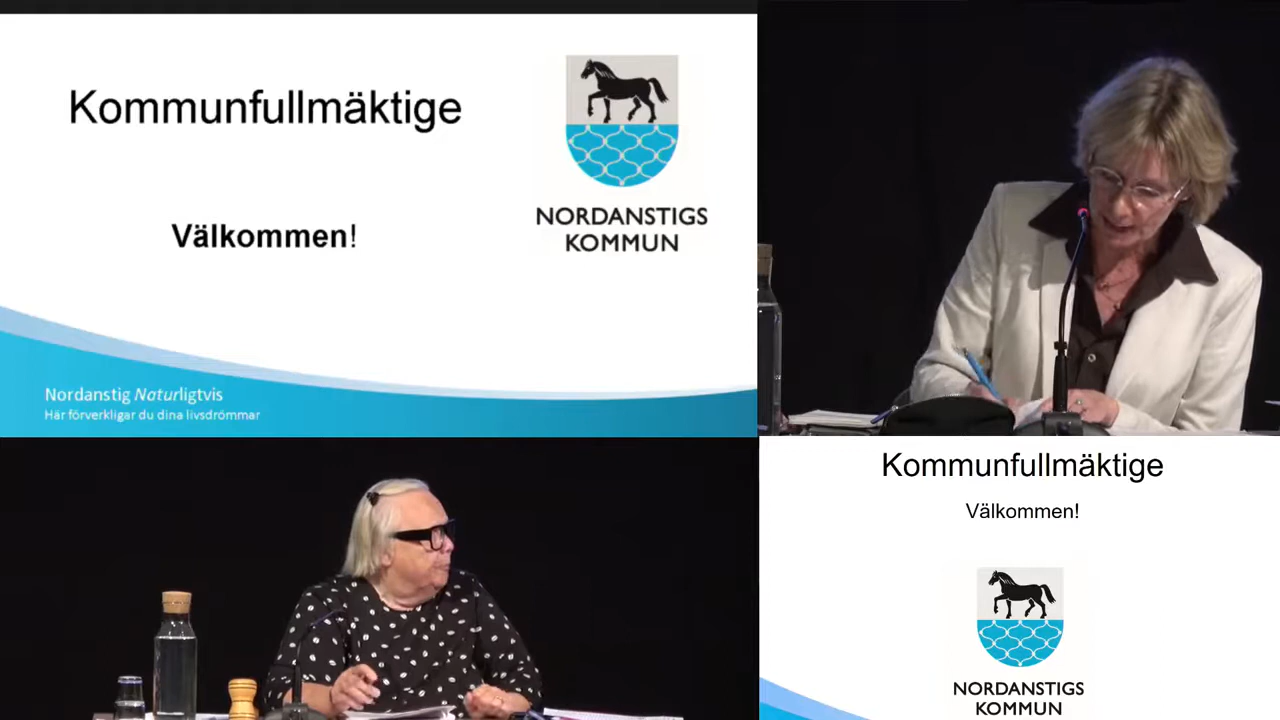 Kommunfullmäktige
Välkommen!
NORDANSTIGS
KOMMUN
Nordanstig Naturligtvis
Här förverkligar du dina livsdrömmar
Kommunfullmäktige
Välkommen!
NORDANSTIGS
KOMMUN